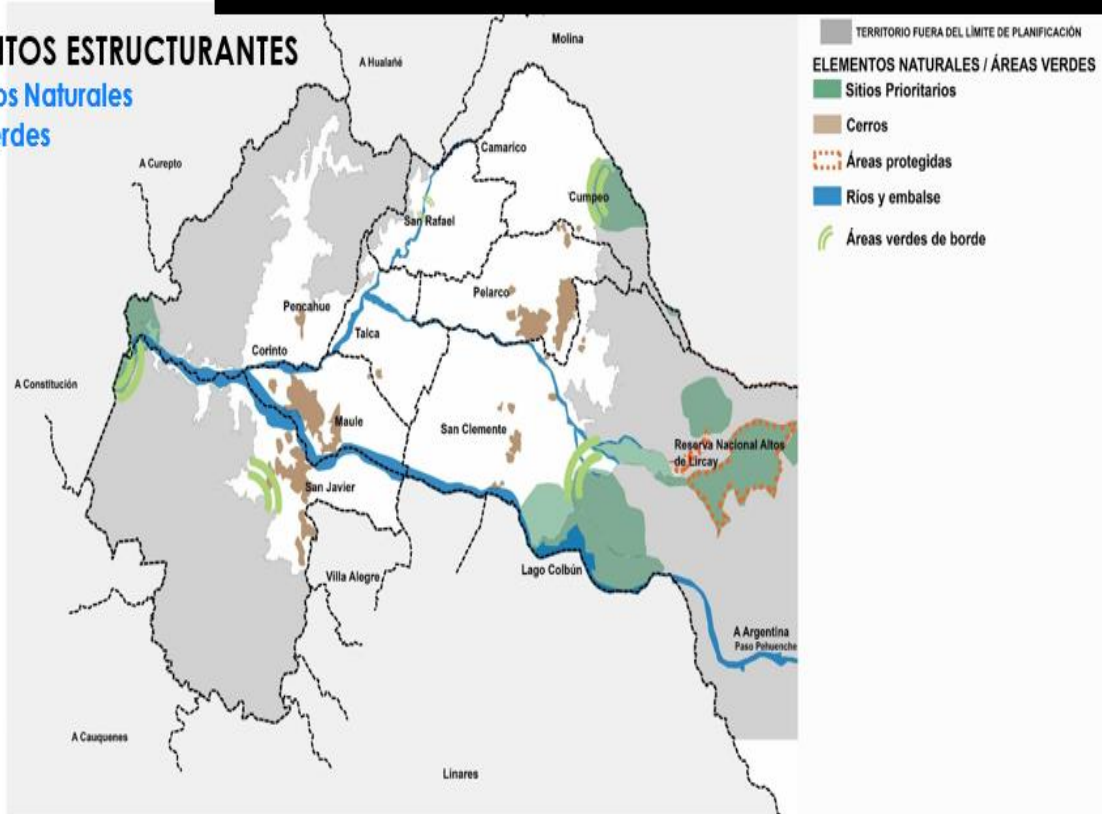 ITOS ESTRUCTURANTES
os Naturales
erdes
Molina
A Hualañé
A Curepto
Camarico
Cumpeo
San Rafael
Pelarco
Pencahue
Talca
Corinto
A Constitución
Maule
San Clemente
Reserva Nacional Altos
de Lircay
San Javier
Villa Alegre
Lago Colbún
A Argentina
Paso Pehuenche
A Cauquenes
Linares
TERRITORIO FUERA DEL LÍMITE DE PLANIFICACIÓN
ELEMENTOS NATURALES / ÁREAS VERDES
Sitios Prioritarios
Cerros
Áreas protegidas
Ríos y embalse
Áreas verdes de borde